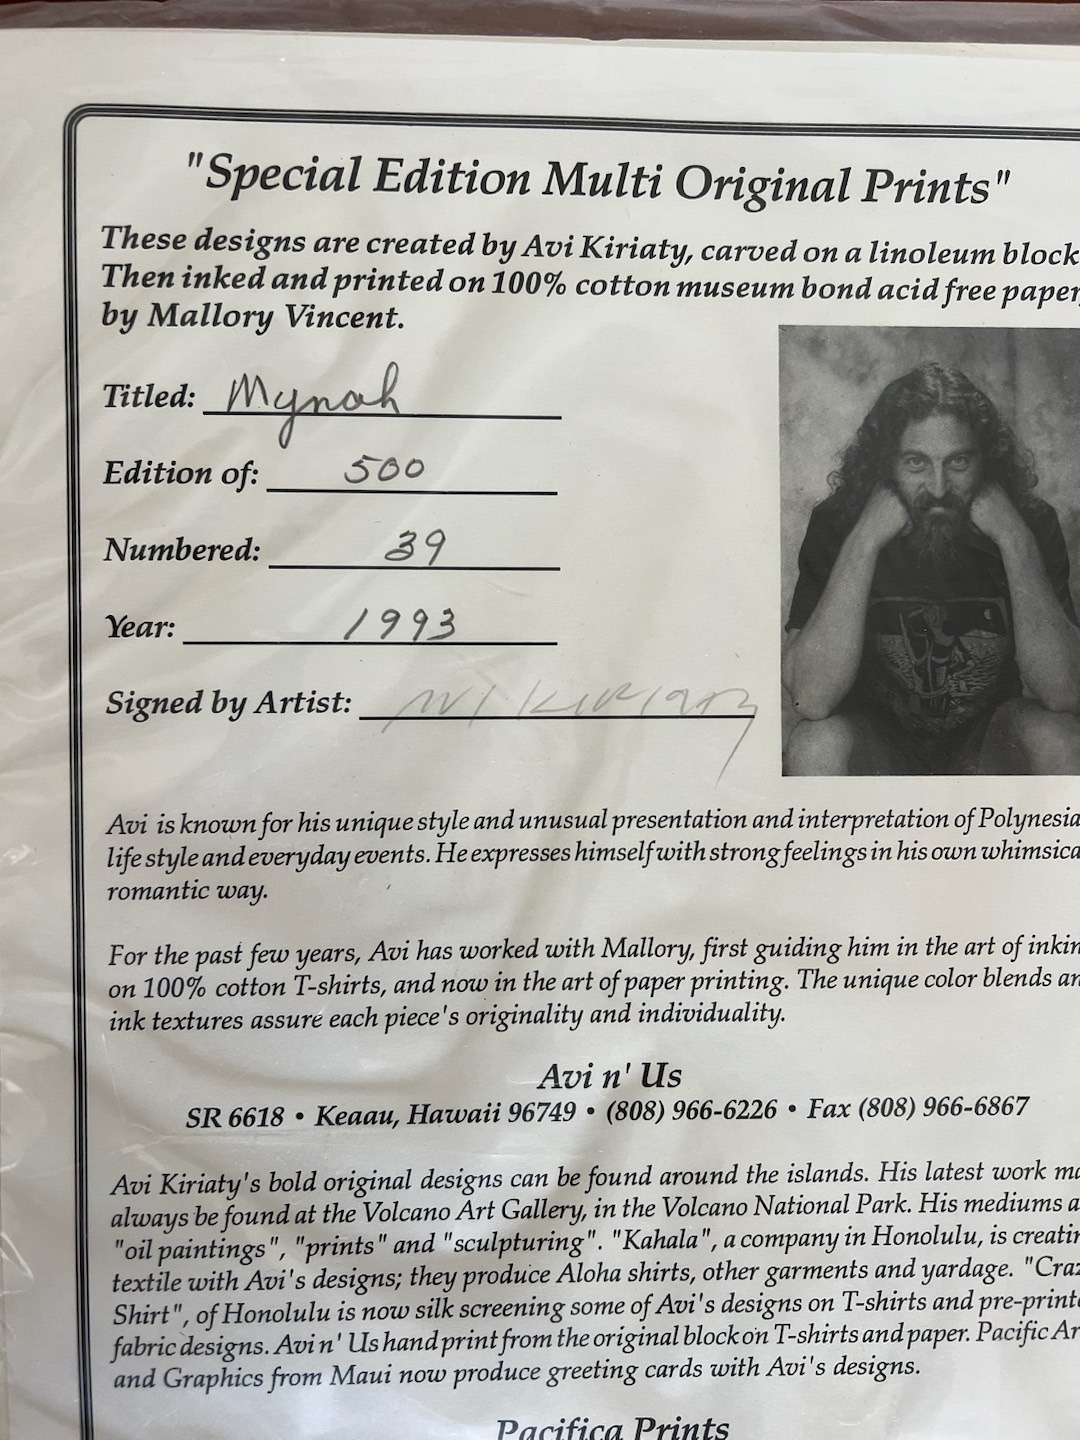 "Special Edition Multi Original Prints"
These designs are created by Avi Kiriaty, carved on a linoleum block
Then inked and printed on 100% cotton museum bond acid free paper,
by Mallory Vincent.
Titled: Mynah
Edition of: 500
Numbered: 39
Year: 1993
Signed by Artist: Avi Kiriaty
Avi is known for his unique style and unusual presentation and interpretation of Polynesia
life style and everyday events. He expresses himself with strong feelings in his own whimsica
romantic way.
For the past few years, Avi has worked with Mallory, first guiding him in the art of inkin
on 100% cotton T-shirts, and now in the art of paper printing. The unique color blends an
ink textures assure each piece's originality and individuality.
Avi n' Us
SR 6618 • Keaau, Hawaii 96749 • (808) 966-6226 • Fax (808) 966-6867
Avi Kiriaty's bold original designs can be found around the islands. His latest work ma
always be found at the Volcano Art Gallery, in the Volcano National Park. His mediums a
"oil paintings", "prints" and "sculpturing". "Kahala", a company in Honolulu, is creatin
textile with Avi's designs; they produce Aloha shirts, other garments and yardage. "Craz
Shirt", of Honolulu is now silk screening some of Avi's designs on T-shirts and pre-printe
fabric designs. Avi n' Us hand print from the original block on T-shirts and paper. Pacific Ar
and Graphics from Maui now produce greeting cards with Avi's designs.
Pacifica Prints